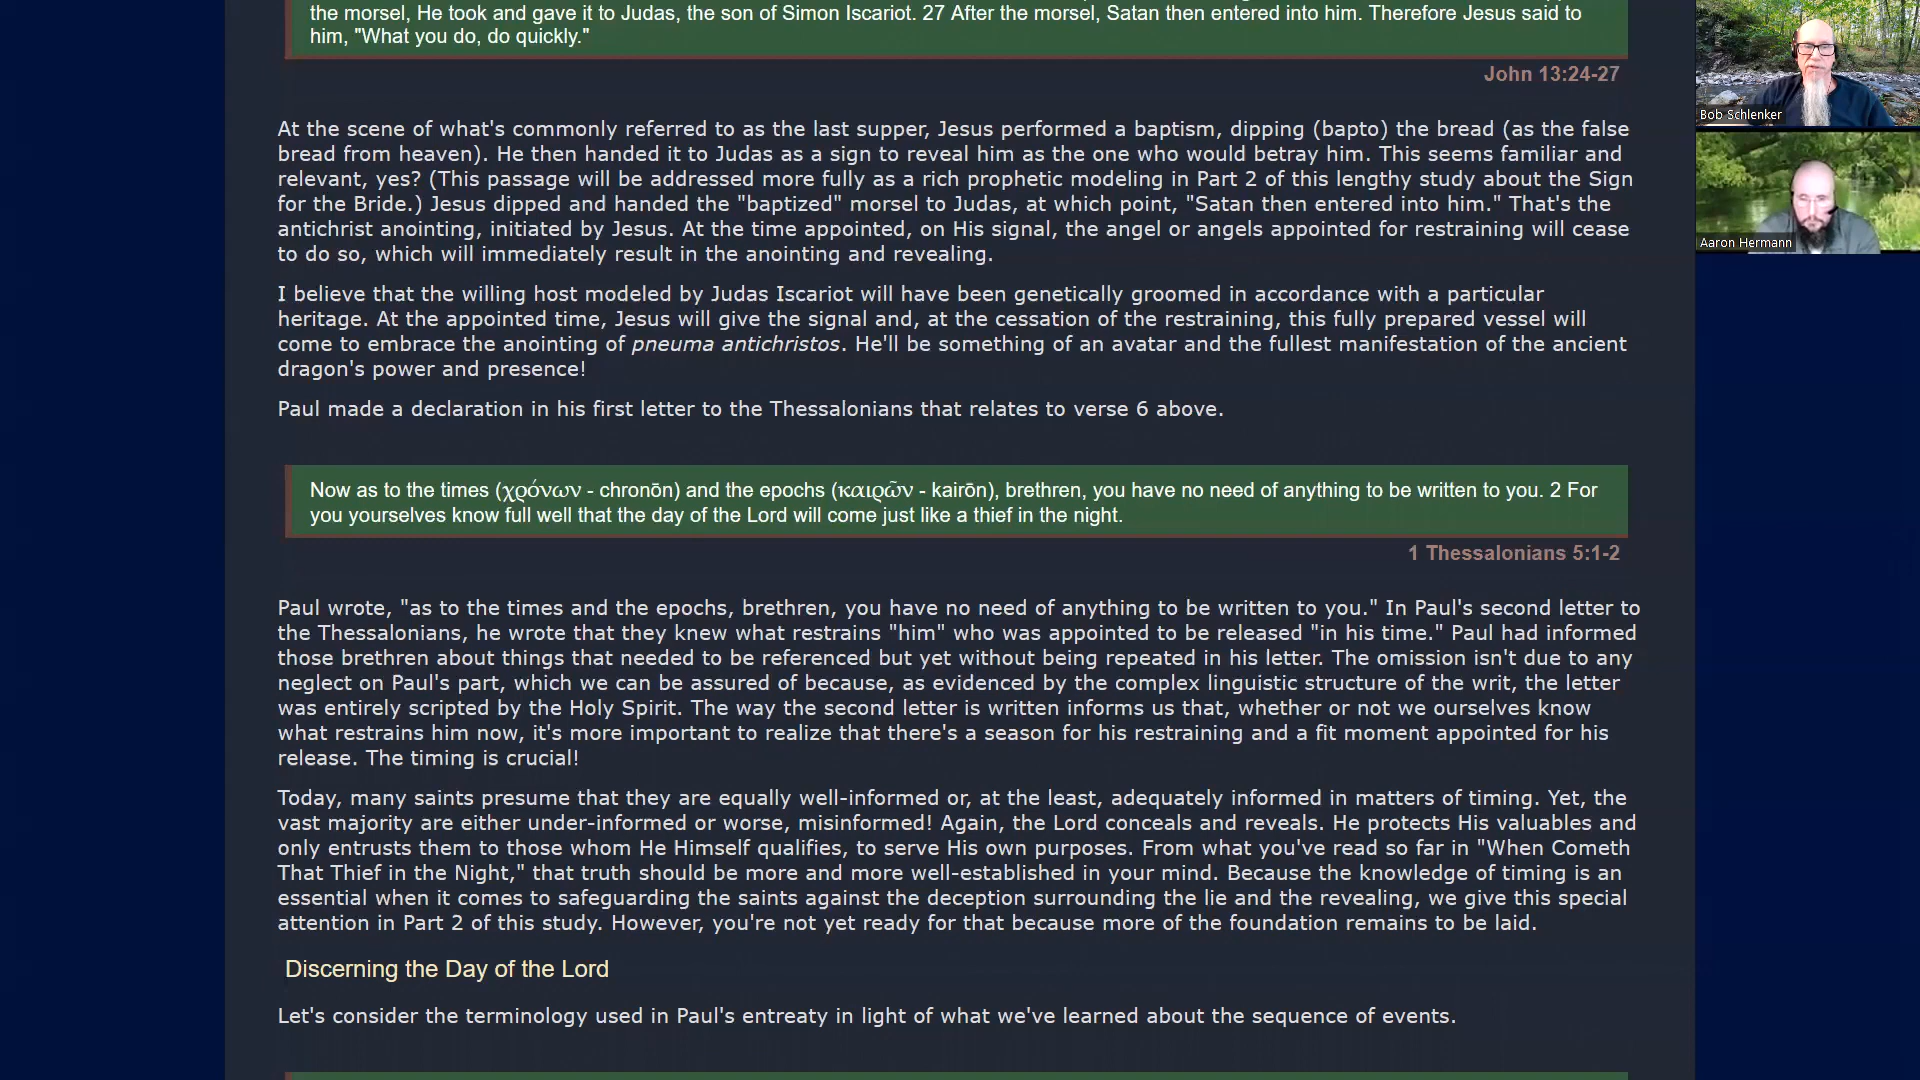 the morsel, He took and gave it to Judas, the son of Simon Iscariot. 27 After the morsel, Satan then entered into him. Therefore Jesus said to
him, "What you do, do quickly."
John 13:24-27
At the scene of what's commonly referred to as the last supper, Jesus performed a baptism, dipping (bapto) the bread (as the false
bread from heaven). He then handed it to Judas as a sign to reveal him as the one who would betray him. This seems familiar and
relevant, yes? (This passage will be addressed more fully as a rich prophetic modeling in Part 2 of this lengthy study about the Sign
for the Bride.) Jesus dipped and handed the "baptized" morsel to Judas, at which point, "Satan then entered into him." That's the
antichrist anointing, initiated by Jesus. At the time appointed, on His signal, the angel or angels appointed for restraining will cease
to do so, which will immediately result in the anointing and revealing.
I believe that the willing host modeled by Judas Iscariot will have been genetically groomed in accordance with a particular
heritage. At the appointed time, Jesus will give the signal and, at the cessation of the restraining, this fully prepared vessel will
come to embrace the anointing of pneuma antichristos. He'll be something of an avatar and the fullest manifestation of the ancient
dragon's power and presence!
Paul made a declaration in his first letter to the Thessalonians that relates to verse 6 above.
Now as to the times (χρόνων - chronōn) and the epochs (καιρῶν - kairōn), brethren, you have no need of anything to be written to you. 2 For
you yourselves know full well that the day of the Lord will come just like a thief in the night.
1 Thessalonians 5:1-2
Paul wrote, "as to the times and the epochs, brethren, you have no need of anything to be written to you." In Paul's second letter to
the Thessalonians, he wrote that they knew what restrains "him" who was appointed to be released "in his time." Paul had informed
those brethren about things that needed to be referenced but yet without being repeated in his letter. The omission isn't due to any
neglect on Paul's part, which we can be assured of because, as evidenced by the complex linguistic structure of the writ, the letter
was entirely scripted by the Holy Spirit. The way the second letter is written informs us that, whether or not we ourselves know
what restrains him now, it's more important to realize that there's a season for his restraining and a fit moment appointed for his
release. The timing is crucial!
Today, many saints presume that they are equally well-informed or, at the least, adequately informed in matters of timing. Yet, the
vast majority are either under-informed or worse, misinformed! Again, the Lord conceals and reveals. He protects His valuables and
only entrusts them to those whom He Himself qualifies, to serve His own purposes. From what you've read so far in "When Cometh
That Thief in the Night," that truth should be more and more well-established in your mind. Because the knowledge of timing is an
essential when it comes to safeguarding the saints against the deception surrounding the lie and the revealing, we give this special
attention in Part 2 of this study. However, you're not yet ready for that because more of the foundation remains to be laid.
Discerning the Day of the Lord
Let's consider the terminology used in Paul's entreaty in light of what we've learned about the sequence of events.
Bob Schlenker
Aaron Hermann